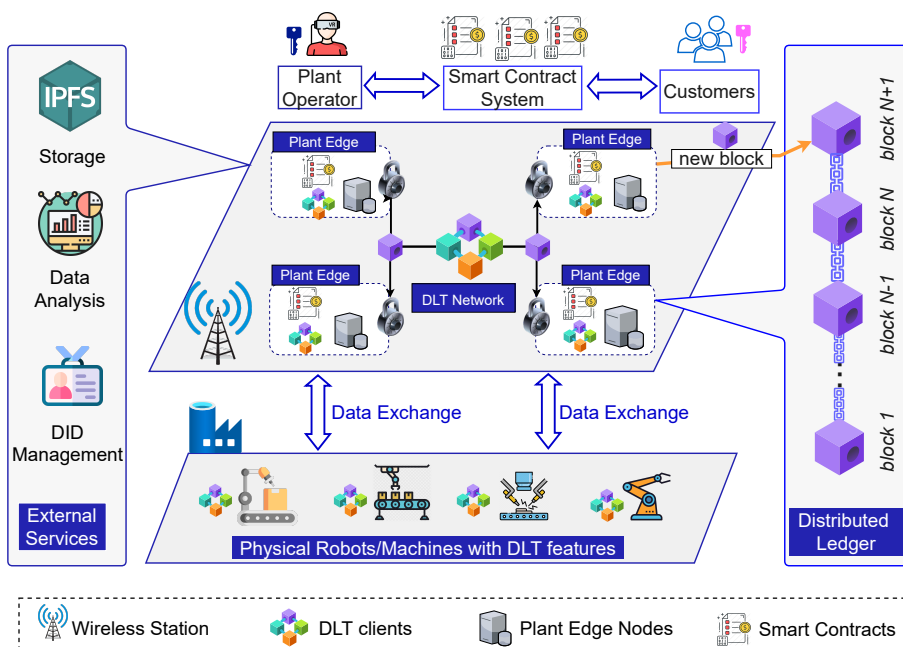 VR
Plant
Operator
Smart Contract
System
Customers
IPFS
Storage
Data
Analysis
DID
Management
External
Services
Plant Edge
Plant Edge
new block
Plant Edge
Plant Edge
DLT Network
block N+1
block N
block N-1
block 1
Distributed
Ledger
Data Exchange
Data Exchange
Physical Robots/Machines with DLT features
Wireless Station
DLT clients
Plant Edge Nodes
Smart Contracts